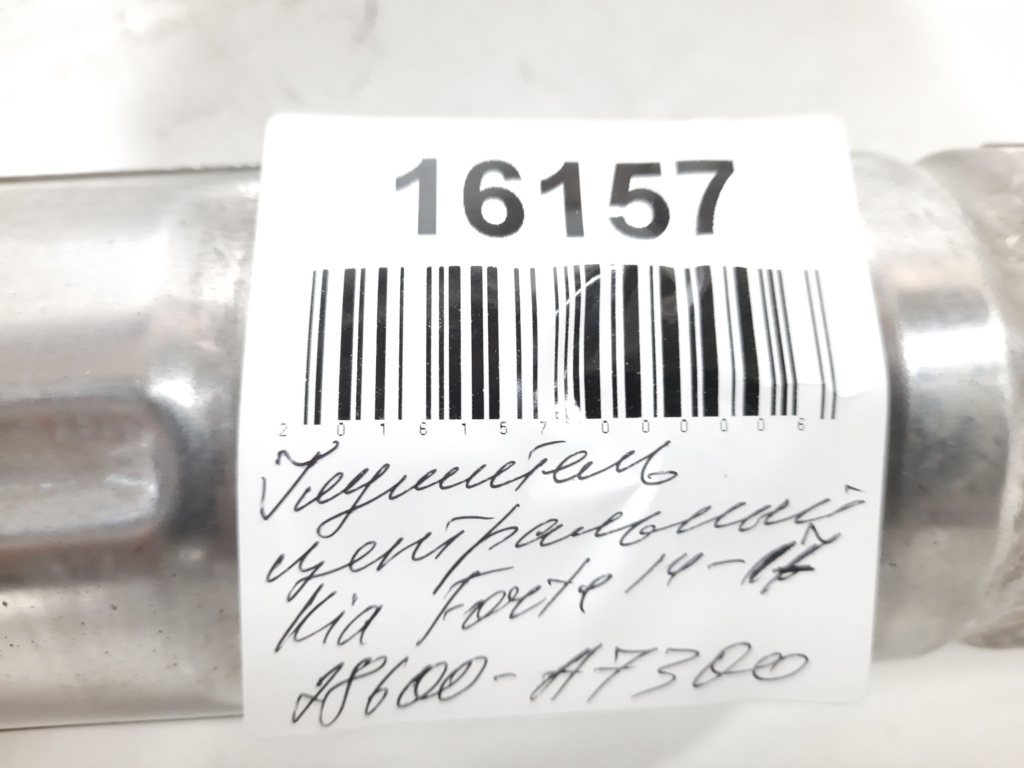 16157
2016157000006
Глушитель
центральный
Kia Forte 14-17
28600-A7300